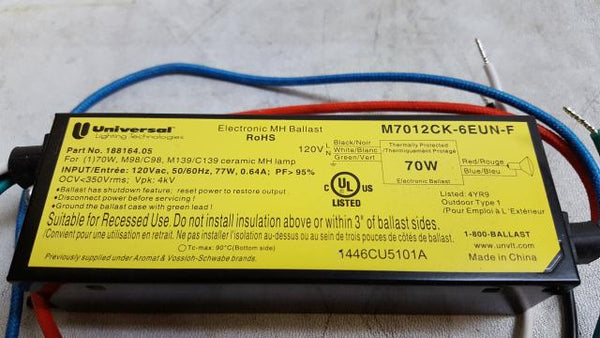 Universal
Lighting Technologies
Electronic MH Ballast
RoHS
M7012CK-6EUN-F
Part No. 188164.05
For (1)70W, M98/C98, M139/C139 ceramic MH lamp
INPUT/Entrée: 120Vac, 50/60Hz, 77W, 0.64A; PF> 95%
OCV<350Vrms; Vpk: 4kV
•Ballast has shutdown feature; reset power to restore output
•Disconnect power before servicing !
•Ground the ballast case with green lead !
120V L N
Black/Noir
White/Blanc
Green/Vert
Thermally Protected
/Thermiquement Protage
70W
Electronic Ballast
Red/Rouge
Blue/Bleu
C UL US
LISTED
Listed: 4YR9
Outdoor Type 1
/Pour Emploi à L'Extérieur
Suitable for Recessed Use. Do not install insulation above or within 3" of ballast sides.
/Convient pour une utilisation en retrait. Ne pas installer l'isolation au-dessus ou au sein de trois pouces de côtés de ballast.
Tc-max: 90°C(Bottom side)
Previously supplied under Aromat & Vossloh-Schwabe brands.
1446CU5101A
1-800-BALLAST
www.unvlt.com
Made in China